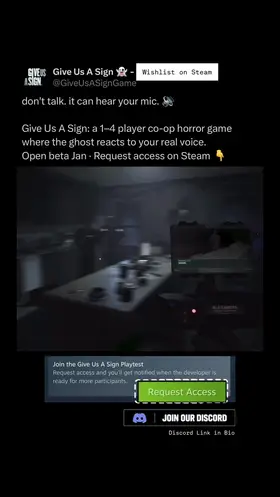 GIVE US
A SIGN.
Give Us A Sign 👻 -
Wishlist on Steam
@GiveUsASignGame
don't talk. it can hear your mic. 🔊
Give Us A Sign: a 1–4 player co-op horror game
where the ghost reacts to your real voice.
Open beta Jan · Request access on Steam 👇
Join the Give Us A Sign Playtest
Request access and you'll get notified when the developer is
ready for more participants.
Request Access
JOIN OUR DISCORD
Discord Link in Bio